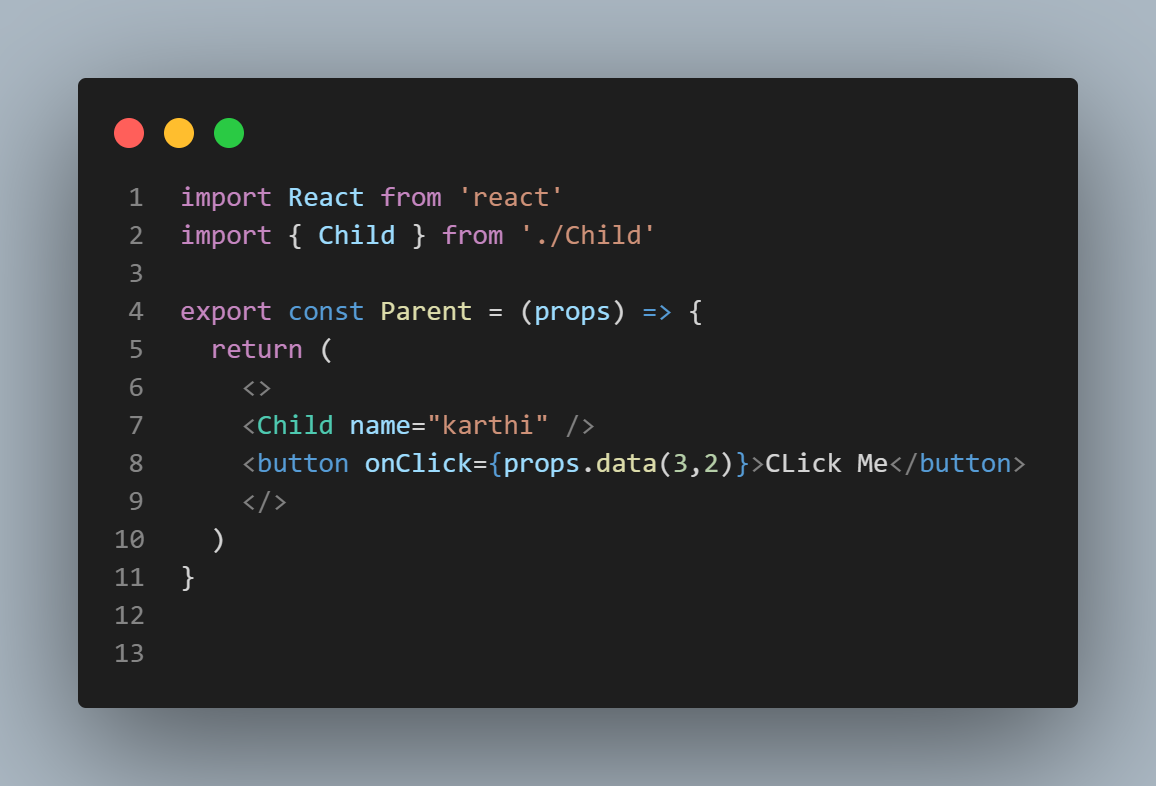 1 import React from 'react'
2 import { Child } from './Child'
3
4 export const Parent = (props) => {
5   return (
6     <>
7     <Child name="karthi" />
8     <button onClick={props.data(3,2)}>CLick Me</button>
9     </>
10   )
11 }
12
13